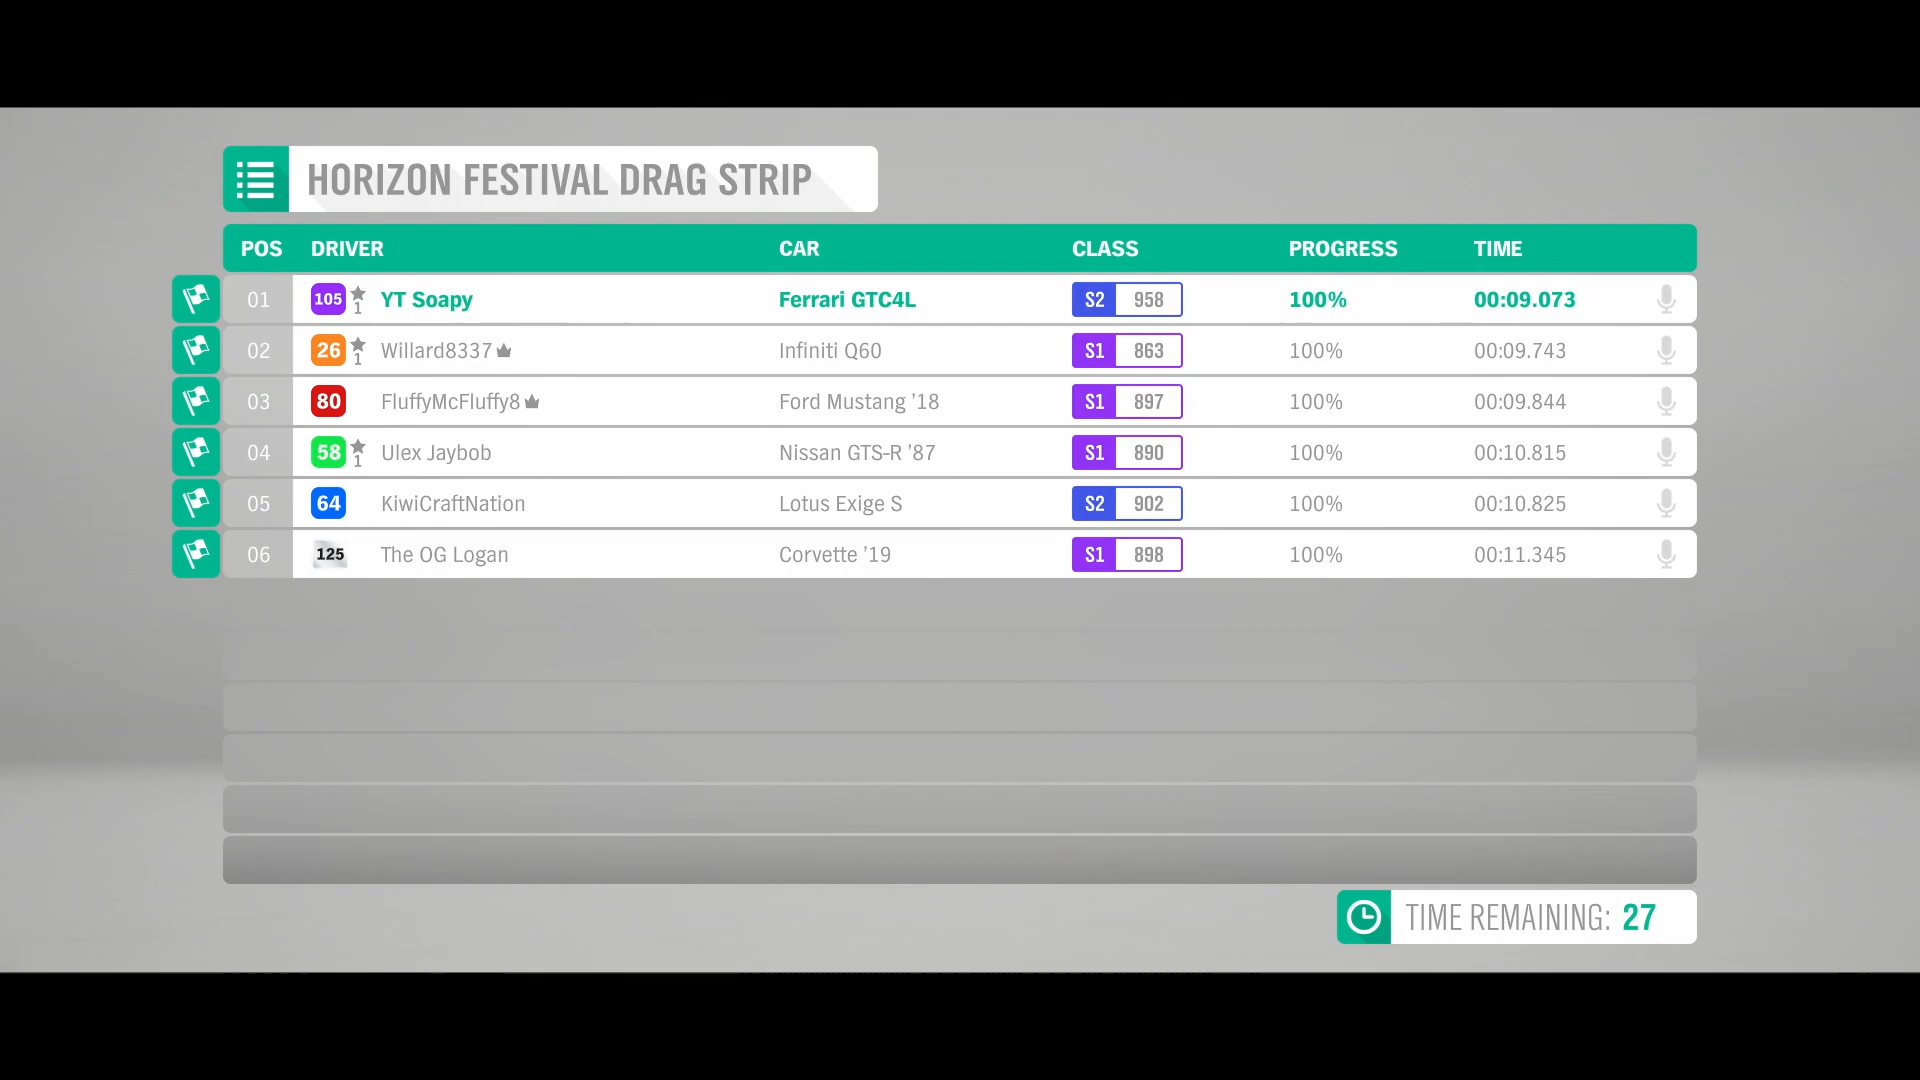 HORIZON FESTIVAL DRAG STRIP
POS DRIVER CAR CLASS PROGRESS TIME
01 105 1 YT Soapy Ferrari GTC4L S2 958 100% 00:09.073
02 26 1 Willard8337 Infiniti Q60 S1 863 100% 00:09.743
03 80 FluffyMcFluffy8 Ford Mustang ’18 S1 897 100% 00:09.844
04 58 1 Ulex Jaybob Nissan GTS-R ’87 S1 890 100% 00:10.815
05 64 KiwiCraftNation Lotus Exige S S2 902 100% 00:10.825
06 125 The OG Logan Corvette ’19 S1 898 100% 00:11.345
TIME REMAINING: 27